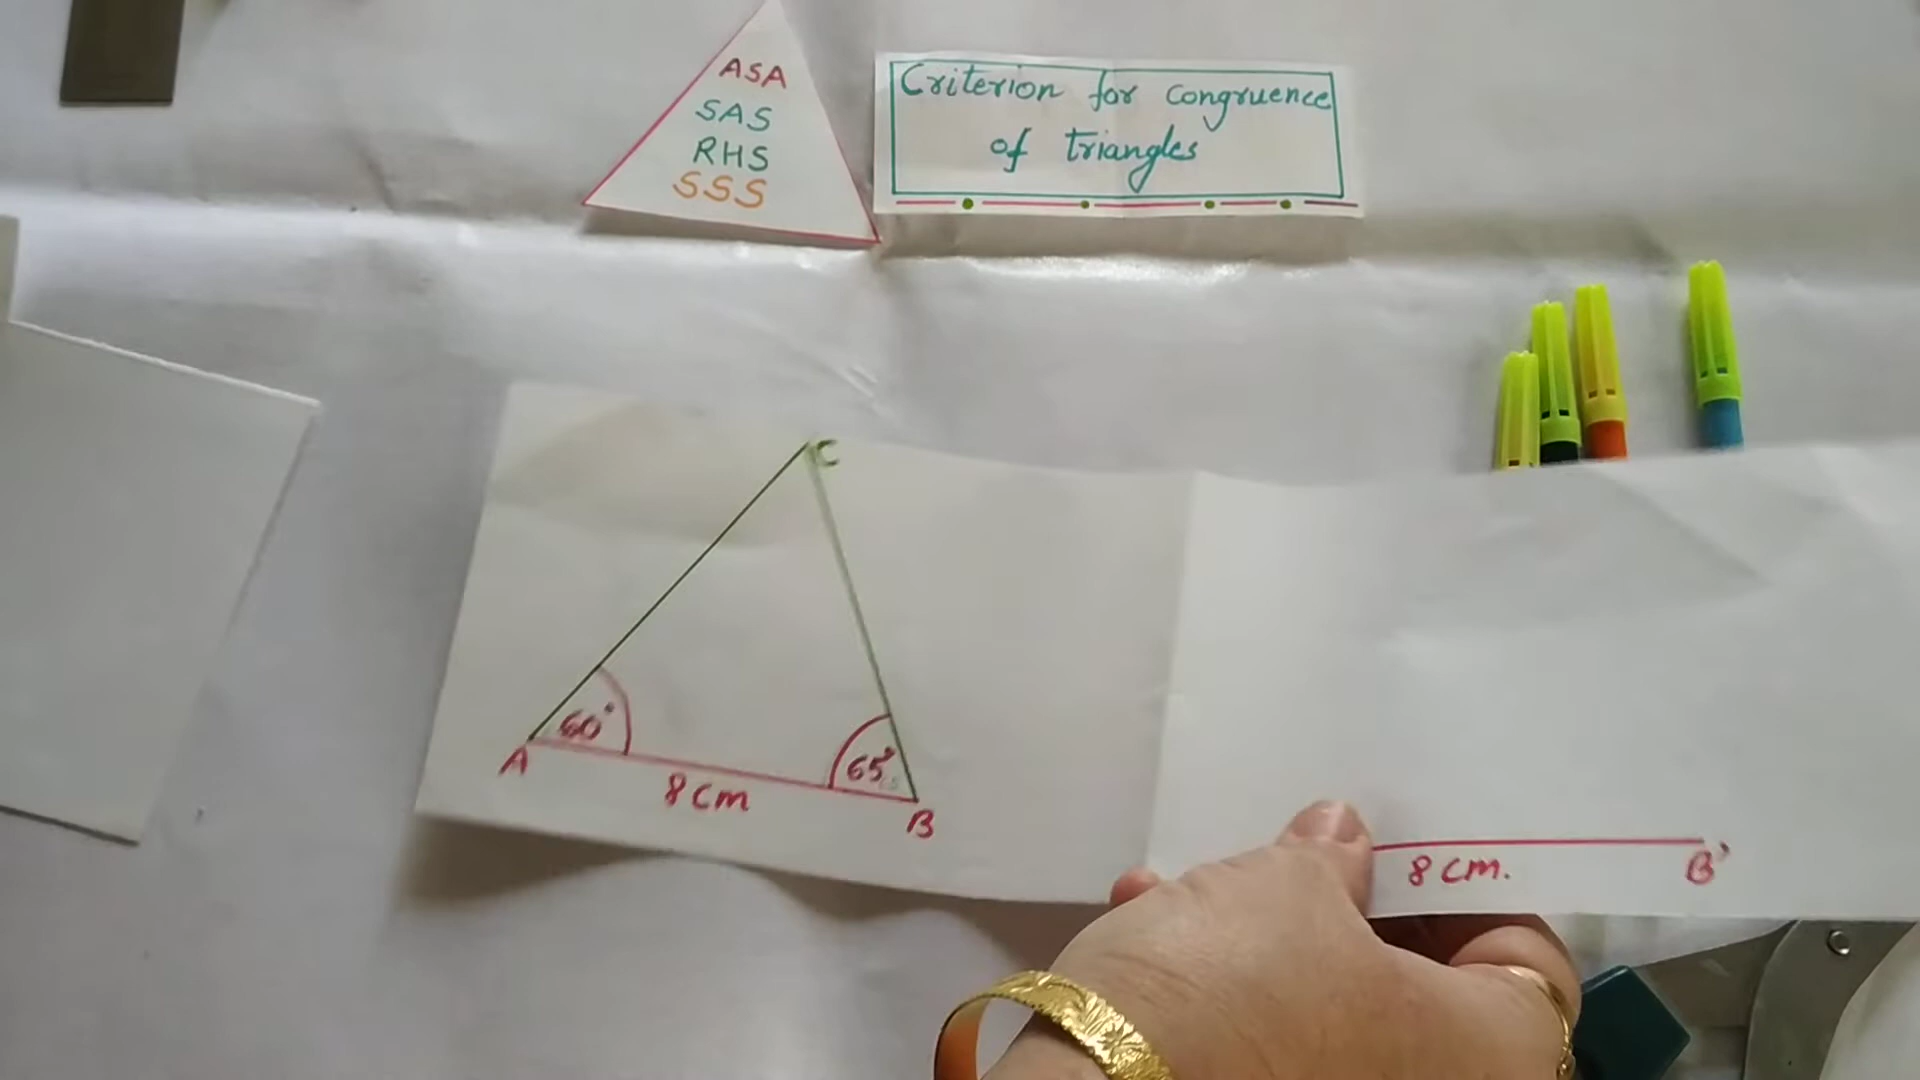 ASA
SAS
RHS
SSS
Criterion for congruence
of triangles
C
60°
65°
A
8 cm
B
8 cm.
B'